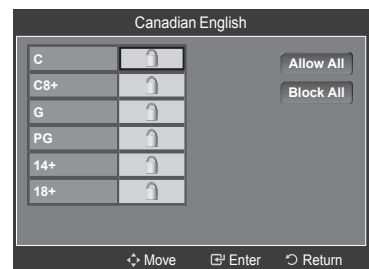 Canadian English
C
Allow All
C8+
Block All
G
PG
14+
18+
Move Enter Return